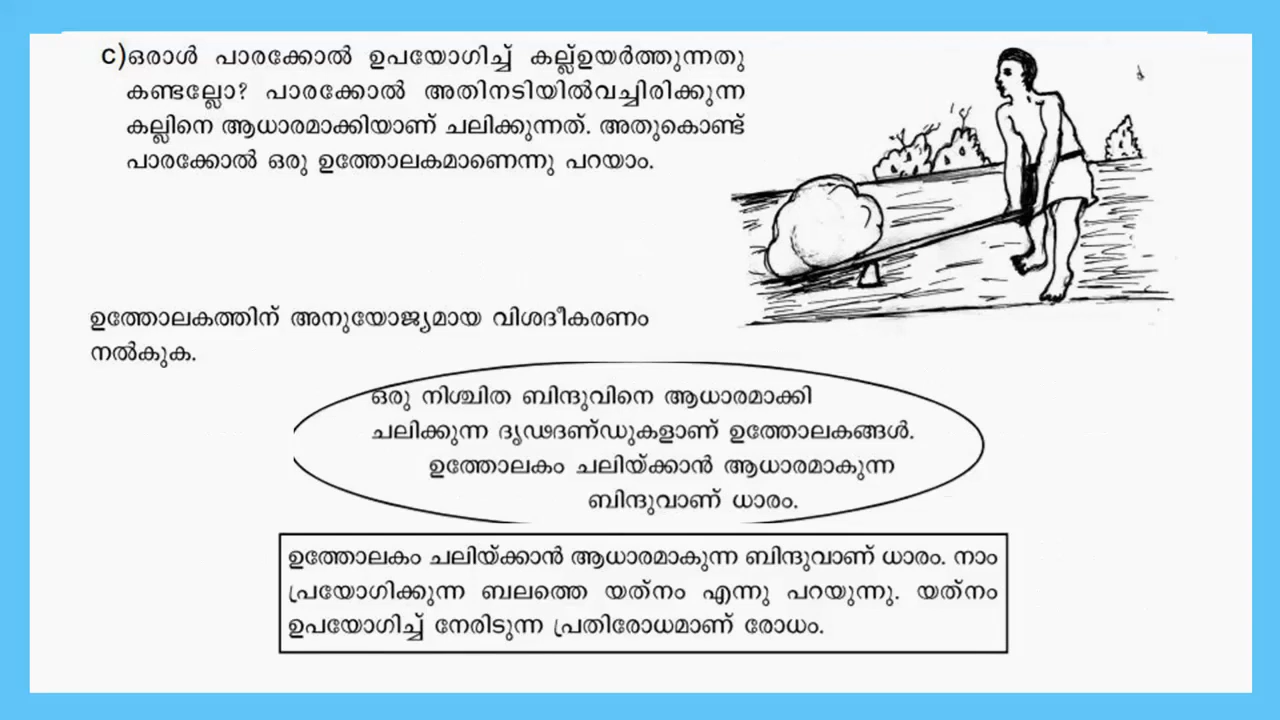 c)ഒരാൾ പാരക്കോൽ ഉപയോഗിച്ച് കല്ല്ഉയർത്തുന്നതു
കണ്ടല്ലോ? പാരക്കോൽ അതിനടിയിൽവച്ചിരിക്കുന്ന
കല്ലിനെ ആധാരമാക്കിയാണ് ചലിക്കുന്നത്. അതുകൊണ്ട്
പാരക്കോൽ ഒരു ഉത്തോലകമാണെന്നു പറയാം.
ഉത്തോലകത്തിന് അനുയോജ്യമായ വിശദീകരണം
നൽകുക.
ഒരു നിശ്ചിത ബിന്ദുവിനെ ആധാരമാക്കി
ചലിക്കുന്ന ദൃഢദണ്ഡുകളാണ് ഉത്തോലകങ്ങൾ.
ഉത്തോലകം ചലിയ്ക്കാൻ ആധാരമാകുന്ന
ബിന്ദുവാണ് ധാരം.
ഉത്തോലകം ചലിയ്ക്കാൻ ആധാരമാകുന്ന ബിന്ദുവാണ് ധാരം. നാം
പ്രയോഗിക്കുന്ന ബലത്തെ യത്നം എന്നു പറയുന്നു. യത്നം
ഉപയോഗിച്ച് നേരിടുന്ന പ്രതിരോധമാണ് രോധം.